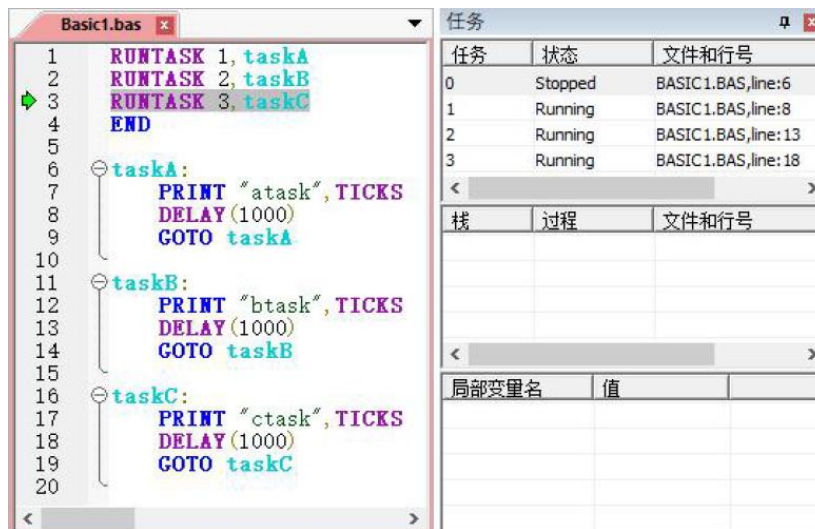 Basic1.bas
1 RUNTASK 1,taskA
2 RUNTASK 2,taskB
3 RUNTASK 3,taskC
4 END
5
6 taskA:
7 PRINT "atask",TICKS
8 DELAY(1000)
9 GOTO taskA
10
11 taskB:
12 PRINT "btask",TICKS
13 DELAY(1000)
14 GOTO taskB
15
16 taskC:
17 PRINT "ctask",TICKS
18 DELAY(1000)
19 GOTO taskC
20
任务
任务 状态 文件和行号
0 Stopped BASIC1.BAS,line:6
1 Running BASIC1.BAS,line:8
2 Running BASIC1.BAS,line:13
3 Running BASIC1.BAS,line:18
栈 过程 文件和行号
局部变量名 值